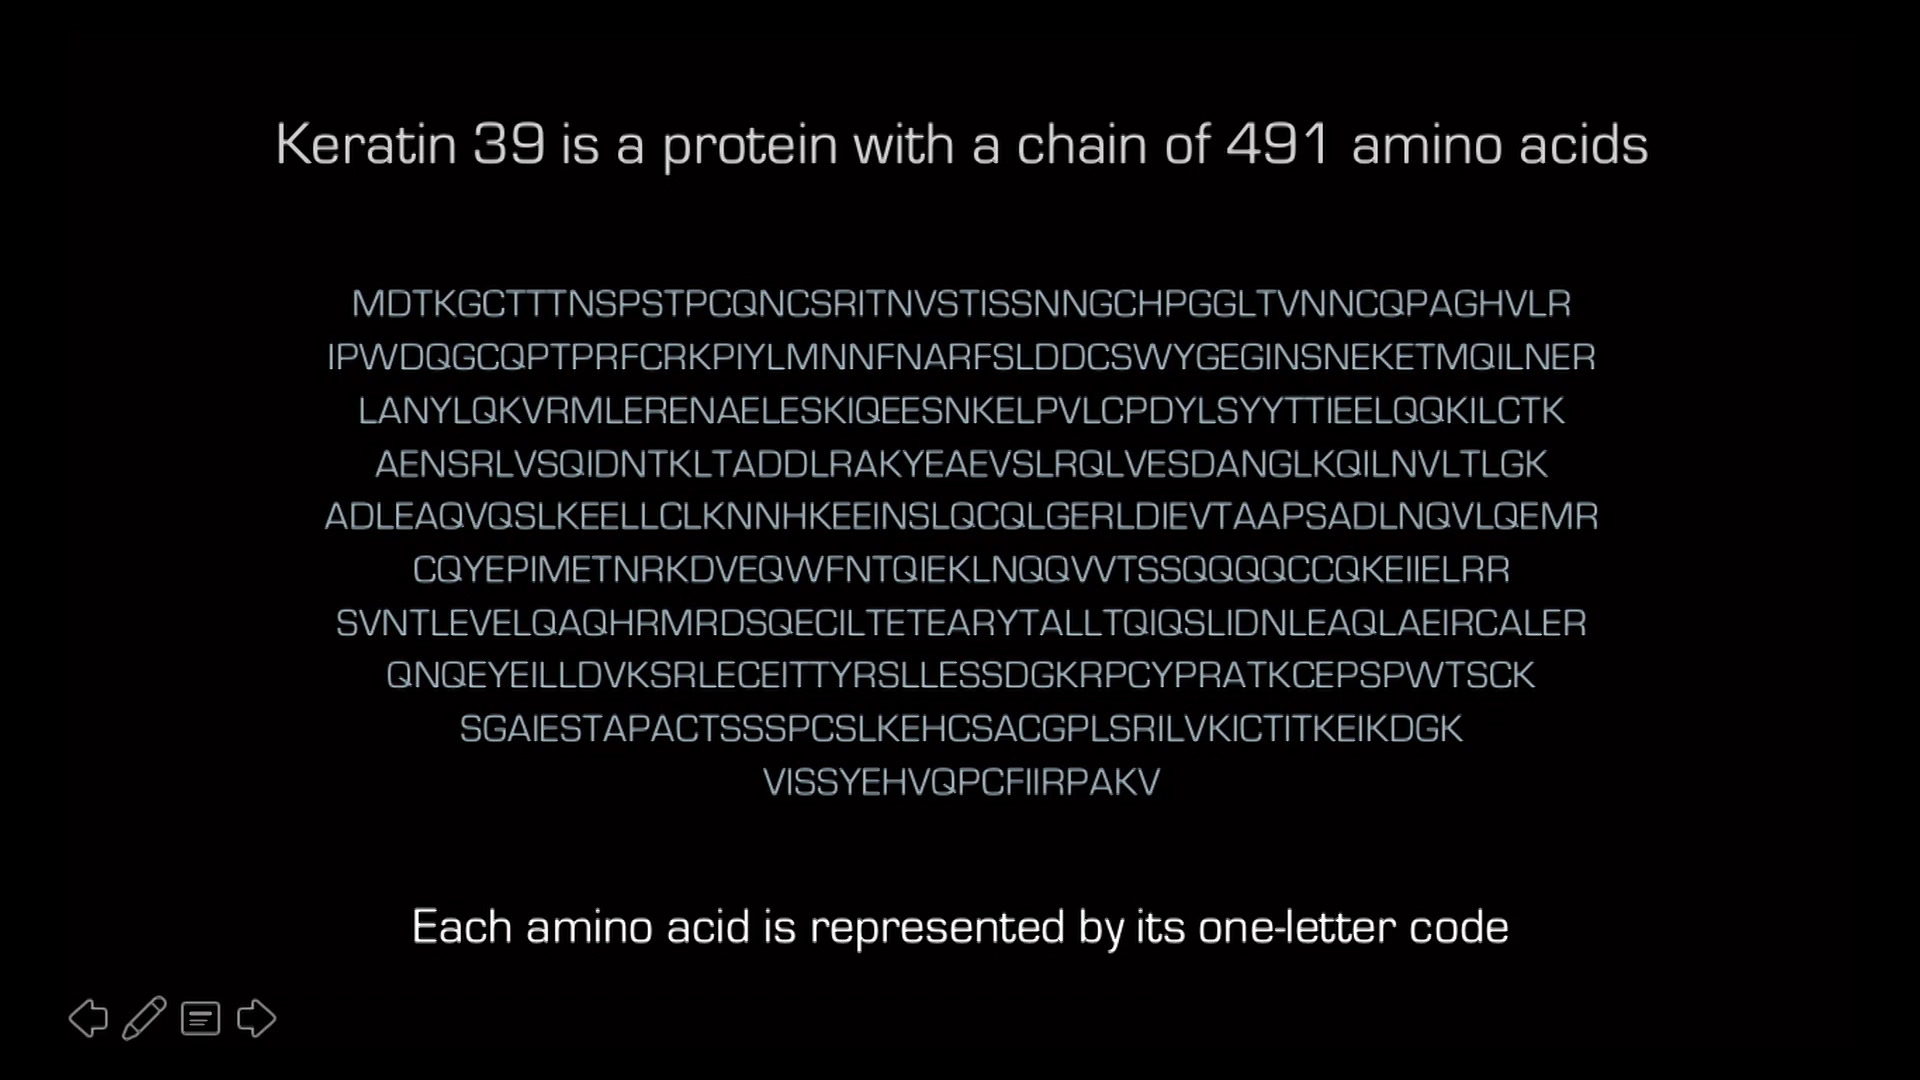 Keratin 39 is a protein with a chain of 491 amino acids
MDTKGCTTTNSPSTPCQNCSRITNVSTISSNNGCHPGGLTVNNCQPAGHVLR
IPWDQGCQPTPRFCRKPIYLMNNFNARFSLDDCSWYGEGINSNEKETMQILNER
LANYLQKVRMLERENAELESKIQEESNKELPVLCPDYLSYYTTIEELQQKILCTK
AENSRLVSQIDNTKLTADDLRAKYEAEVSLRQLVESDANGLKQILNVLTLGK
ADLEAQVQSLKEELLCLKNNHKEEINSLQCQLGERLDIEVTAAPSADLNQVLQEMR
CQYEPIMETNRKDVEQWFNTQIEKLNQQVVTSSQQQQCCQKEIIELRR
SVNTLEVELQAQHRMRDSQECILTETEARYTALLTQIQSLIDNLEAQLAEIRCALER
QNQEYEILLDVKSRLECEITTYRSLLESSDGKRPCYPRATKCEPSPWTSCK
SGAIESTAPACTSSSPCSLKEHCSACGPLSRILVKICTITKEIKDGK
VISSYEHVQPCFIIRPAKV
Each amino acid is represented by its one-letter code